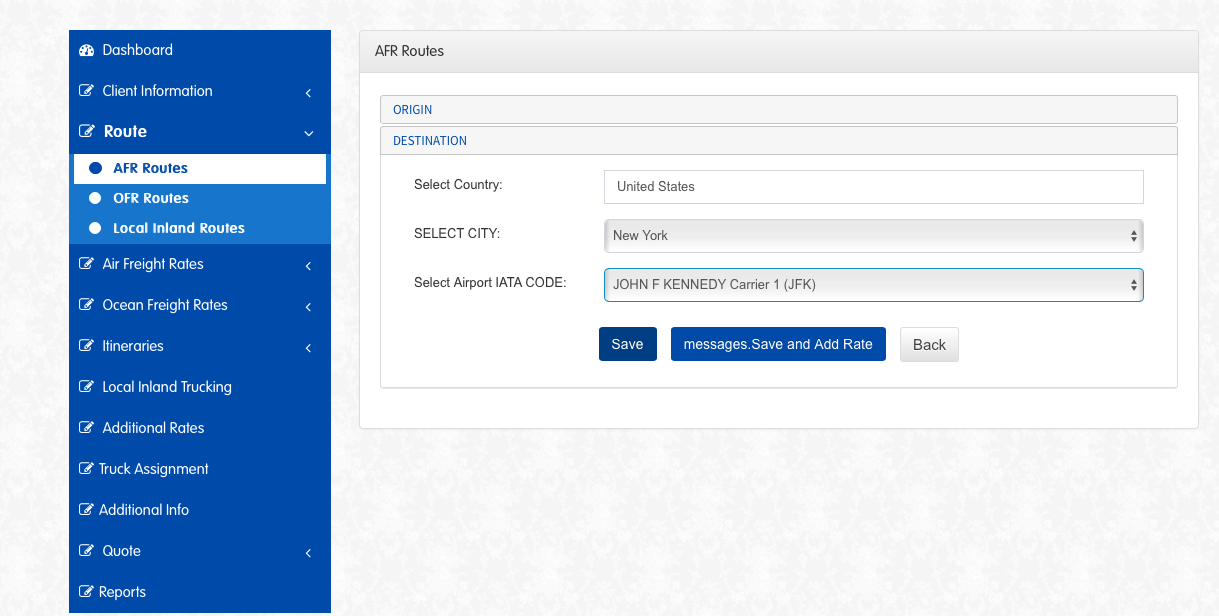 Dashboard
Client Information
Route
AFR Routes
OFR Routes
Local Inland Routes
Air Freight Rates
Ocean Freight Rates
Itineraries
Local Inland Trucking
Additional Rates
Truck Assignment
Additional Info
Quote
Reports
AFR Routes
ORIGIN
DESTINATION
Select Country: United States
SELECT CITY: New York
Select Airport IATA CODE: JOHN F KENNEDY Carrier 1 (JFK)
Save messages.Save and Add Rate Back